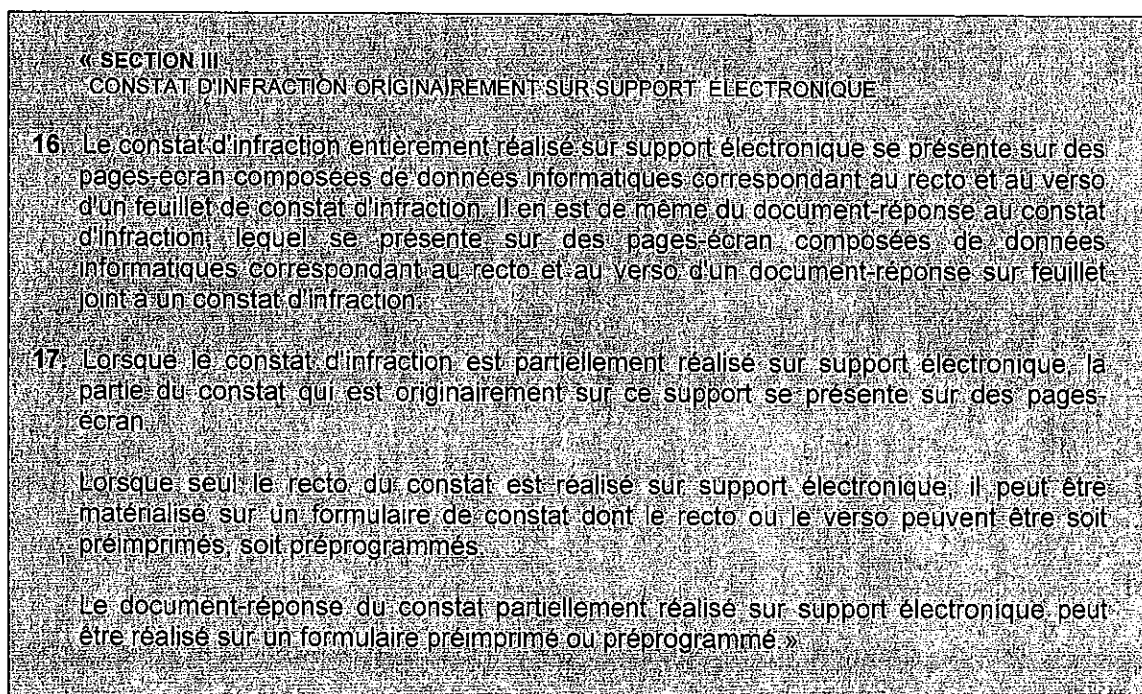 « SECTION III
CONSTAT D'INFRACTION ORIGINAIREMENT SUR SUPPORT ÉLECTRONIQUE
16. Le constat d'infraction entièrement réalisé sur support électronique se présente sur des
pages-écran composées de données informatiques correspondant au recto et au verso
d'un feuillet de constat d'infraction. Il en est de même du document-réponse au constat
d'infraction, lequel se présente sur des pages-écran composées de données
informatiques correspondant au recto et au verso d'un document-réponse sur feuillet
joint à un constat d'infraction.
17. Lorsque le constat d'infraction est partiellement réalisé sur support électronique, la
partie du constat qui est originairement sur ce support se présente sur des pages-
écran.
Lorsque seul le recto du constat est réalisé sur support électronique, il peut être
matérialisé sur un formulaire de constat dont le recto ou le verso peuvent être soit
préimprimés, soit préprogrammés.
Le document-réponse du constat partiellement réalisé sur support électronique peut
être réalisé sur un formulaire préimprimé ou préprogrammé. »